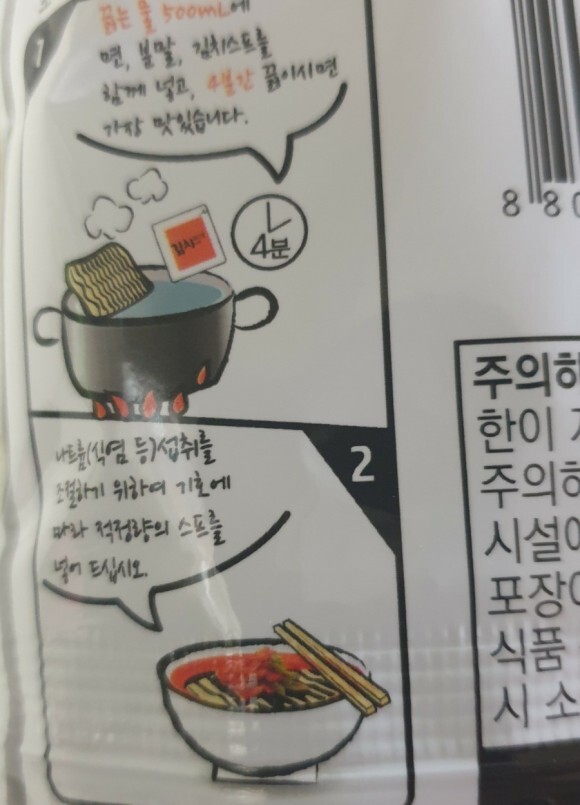 1
끓는 물 500mL에
면, 분말, 김치스프를
함께 넣고, 4분간 끓이시면
가장 맛있습니다.
김치
4분
2
나트륨(식염 등)섭취를
조절하기 위하여 기호에
따라 적정량의 스프를
넣어 드십시오.
8 80
주의하
한이
주의하
시설에
포장에
식품
시 소